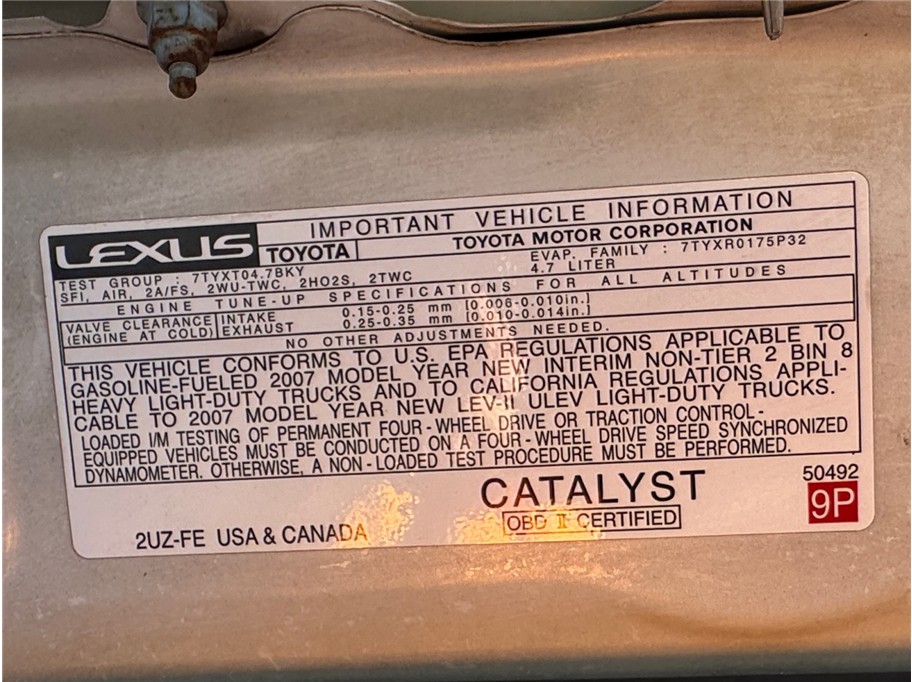 LEXUS
IMPORTANT VEHICLE INFORMATION
TOYOTA
TOYOTA MOTOR CORPORATION
TEST GROUP : 7TYXT04.7BKY
EVAP. FAMILY : 7TYXR0175P32
SFI, AIR, 2A/FS, 2WU-TWC, 2HO2S, 2TWC
4.7 LITER
ENGINE TUNE-UP SPECIFICATIONS FOR ALL ALTITUDES
VALVE CLEARANCE INTAKE 0.15-0.25 mm [0.006-0.010in.]
(ENGINE AT COLD) EXHAUST 0.25-0.35 mm [0.010-0.014in.]
NO OTHER ADJUSTMENTS NEEDED.
THIS VEHICLE CONFORMS TO U.S. EPA REGULATIONS APPLICABLE TO
GASOLINE-FUELED 2007 MODEL YEAR NEW INTERIM NON-TIER 2 BIN 8
HEAVY LIGHT-DUTY TRUCKS AND TO CALIFORNIA REGULATIONS APPLI-
CABLE TO 2007 MODEL YEAR NEW LEV-II ULEV LIGHT-DUTY TRUCKS.
LOADED I/M TESTING OF PERMANENT FOUR-WHEEL DRIVE OR TRACTION CONTROL-
EQUIPPED VEHICLES MUST BE CONDUCTED ON A FOUR-WHEEL DRIVE SPEED SYNCHRONIZED
DYNAMOMETER. OTHERWISE, A NON-LOADED TEST PROCEDURE MUST BE PERFORMED.
CATALYST
50492
9P
OBD II CERTIFIED
2UZ-FE USA & CANADA